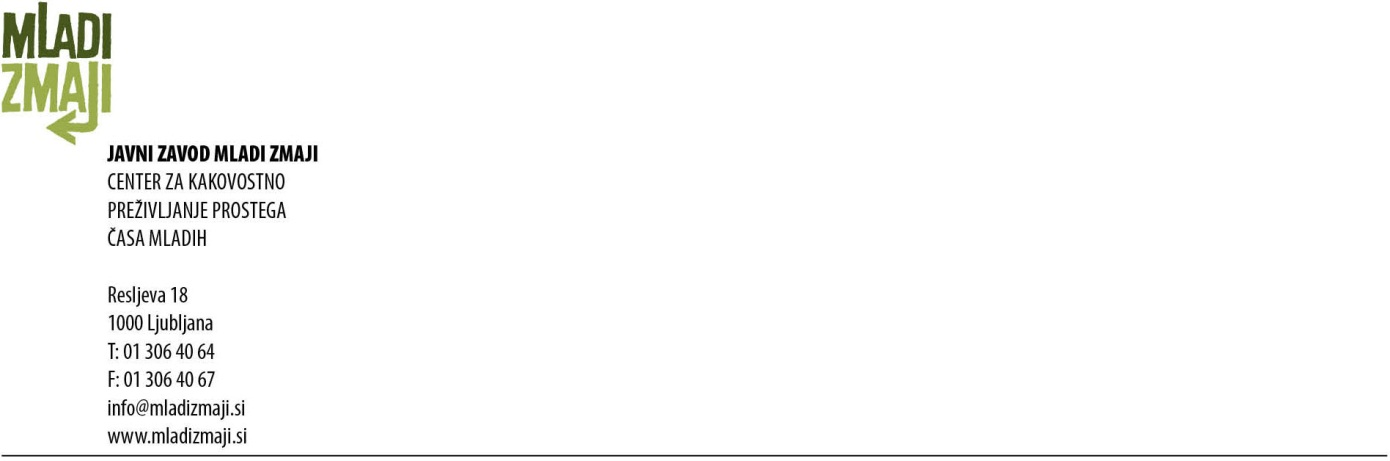 MLADI
ZMAJI
JAVNI ZAVOD MLADI ZMAJI
CENTER ZA KAKOVOSTNO
PREŽIVLJANJE PROSTEGA
ČASA MLADIH
Resljeva 18
1000 Ljubljana
T: 01 306 40 64
F: 01 306 40 67
info@mladizmaji.si
www.mladizmaji.si